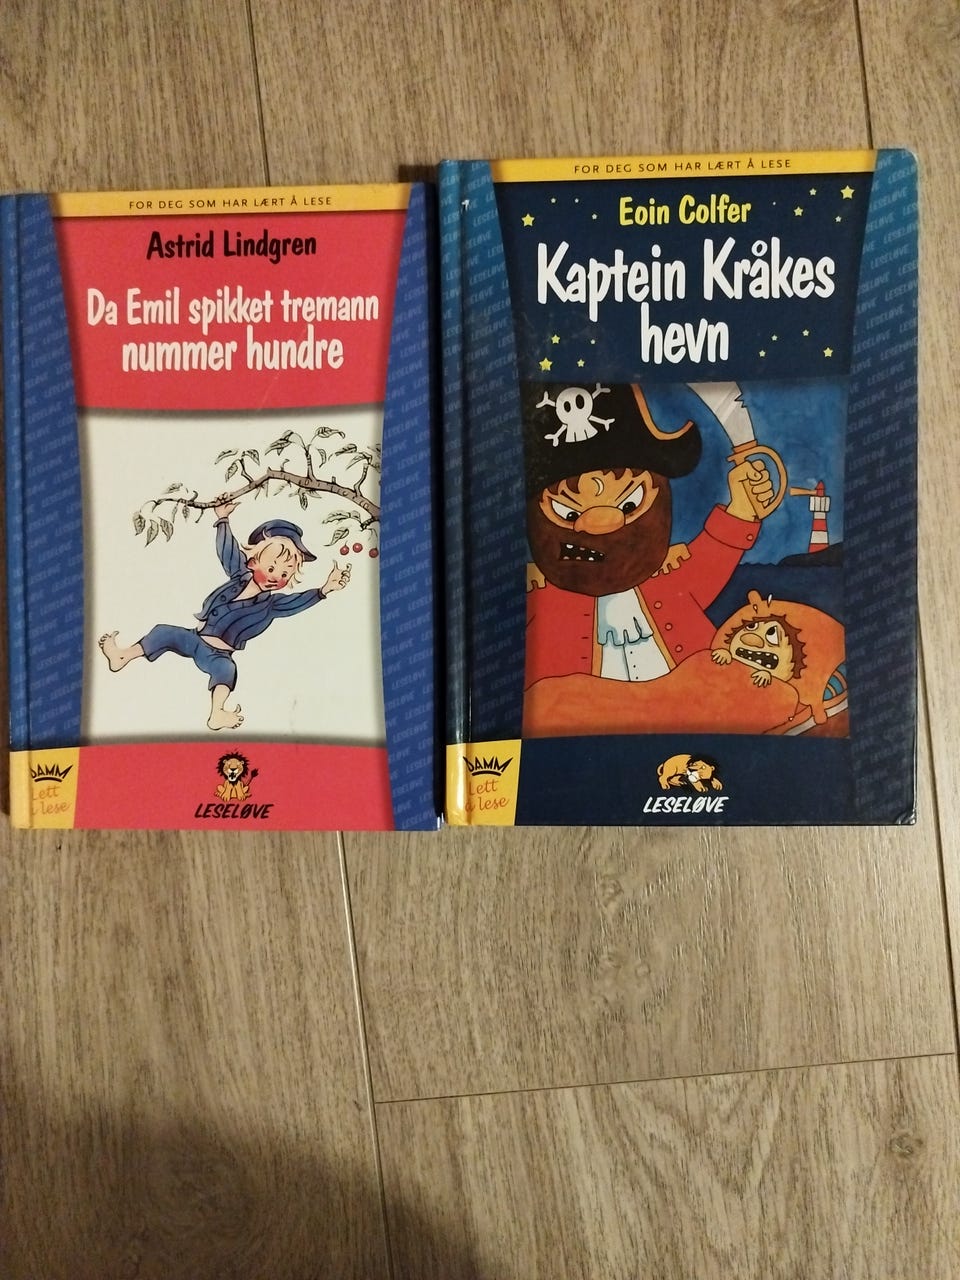 FOR DEG SOM HAR LÆRT Å LESE
Astrid Lindgren
Da Emil spikket tremann
nummer hundre
DAMM
Lett
å lese
LESELØVE
FOR DEG SOM HAR LÆRT Å LESE
Eoin Colfer
Kaptein Kråkes
hevn
DAMM
Lett
å lese
LESELØVE